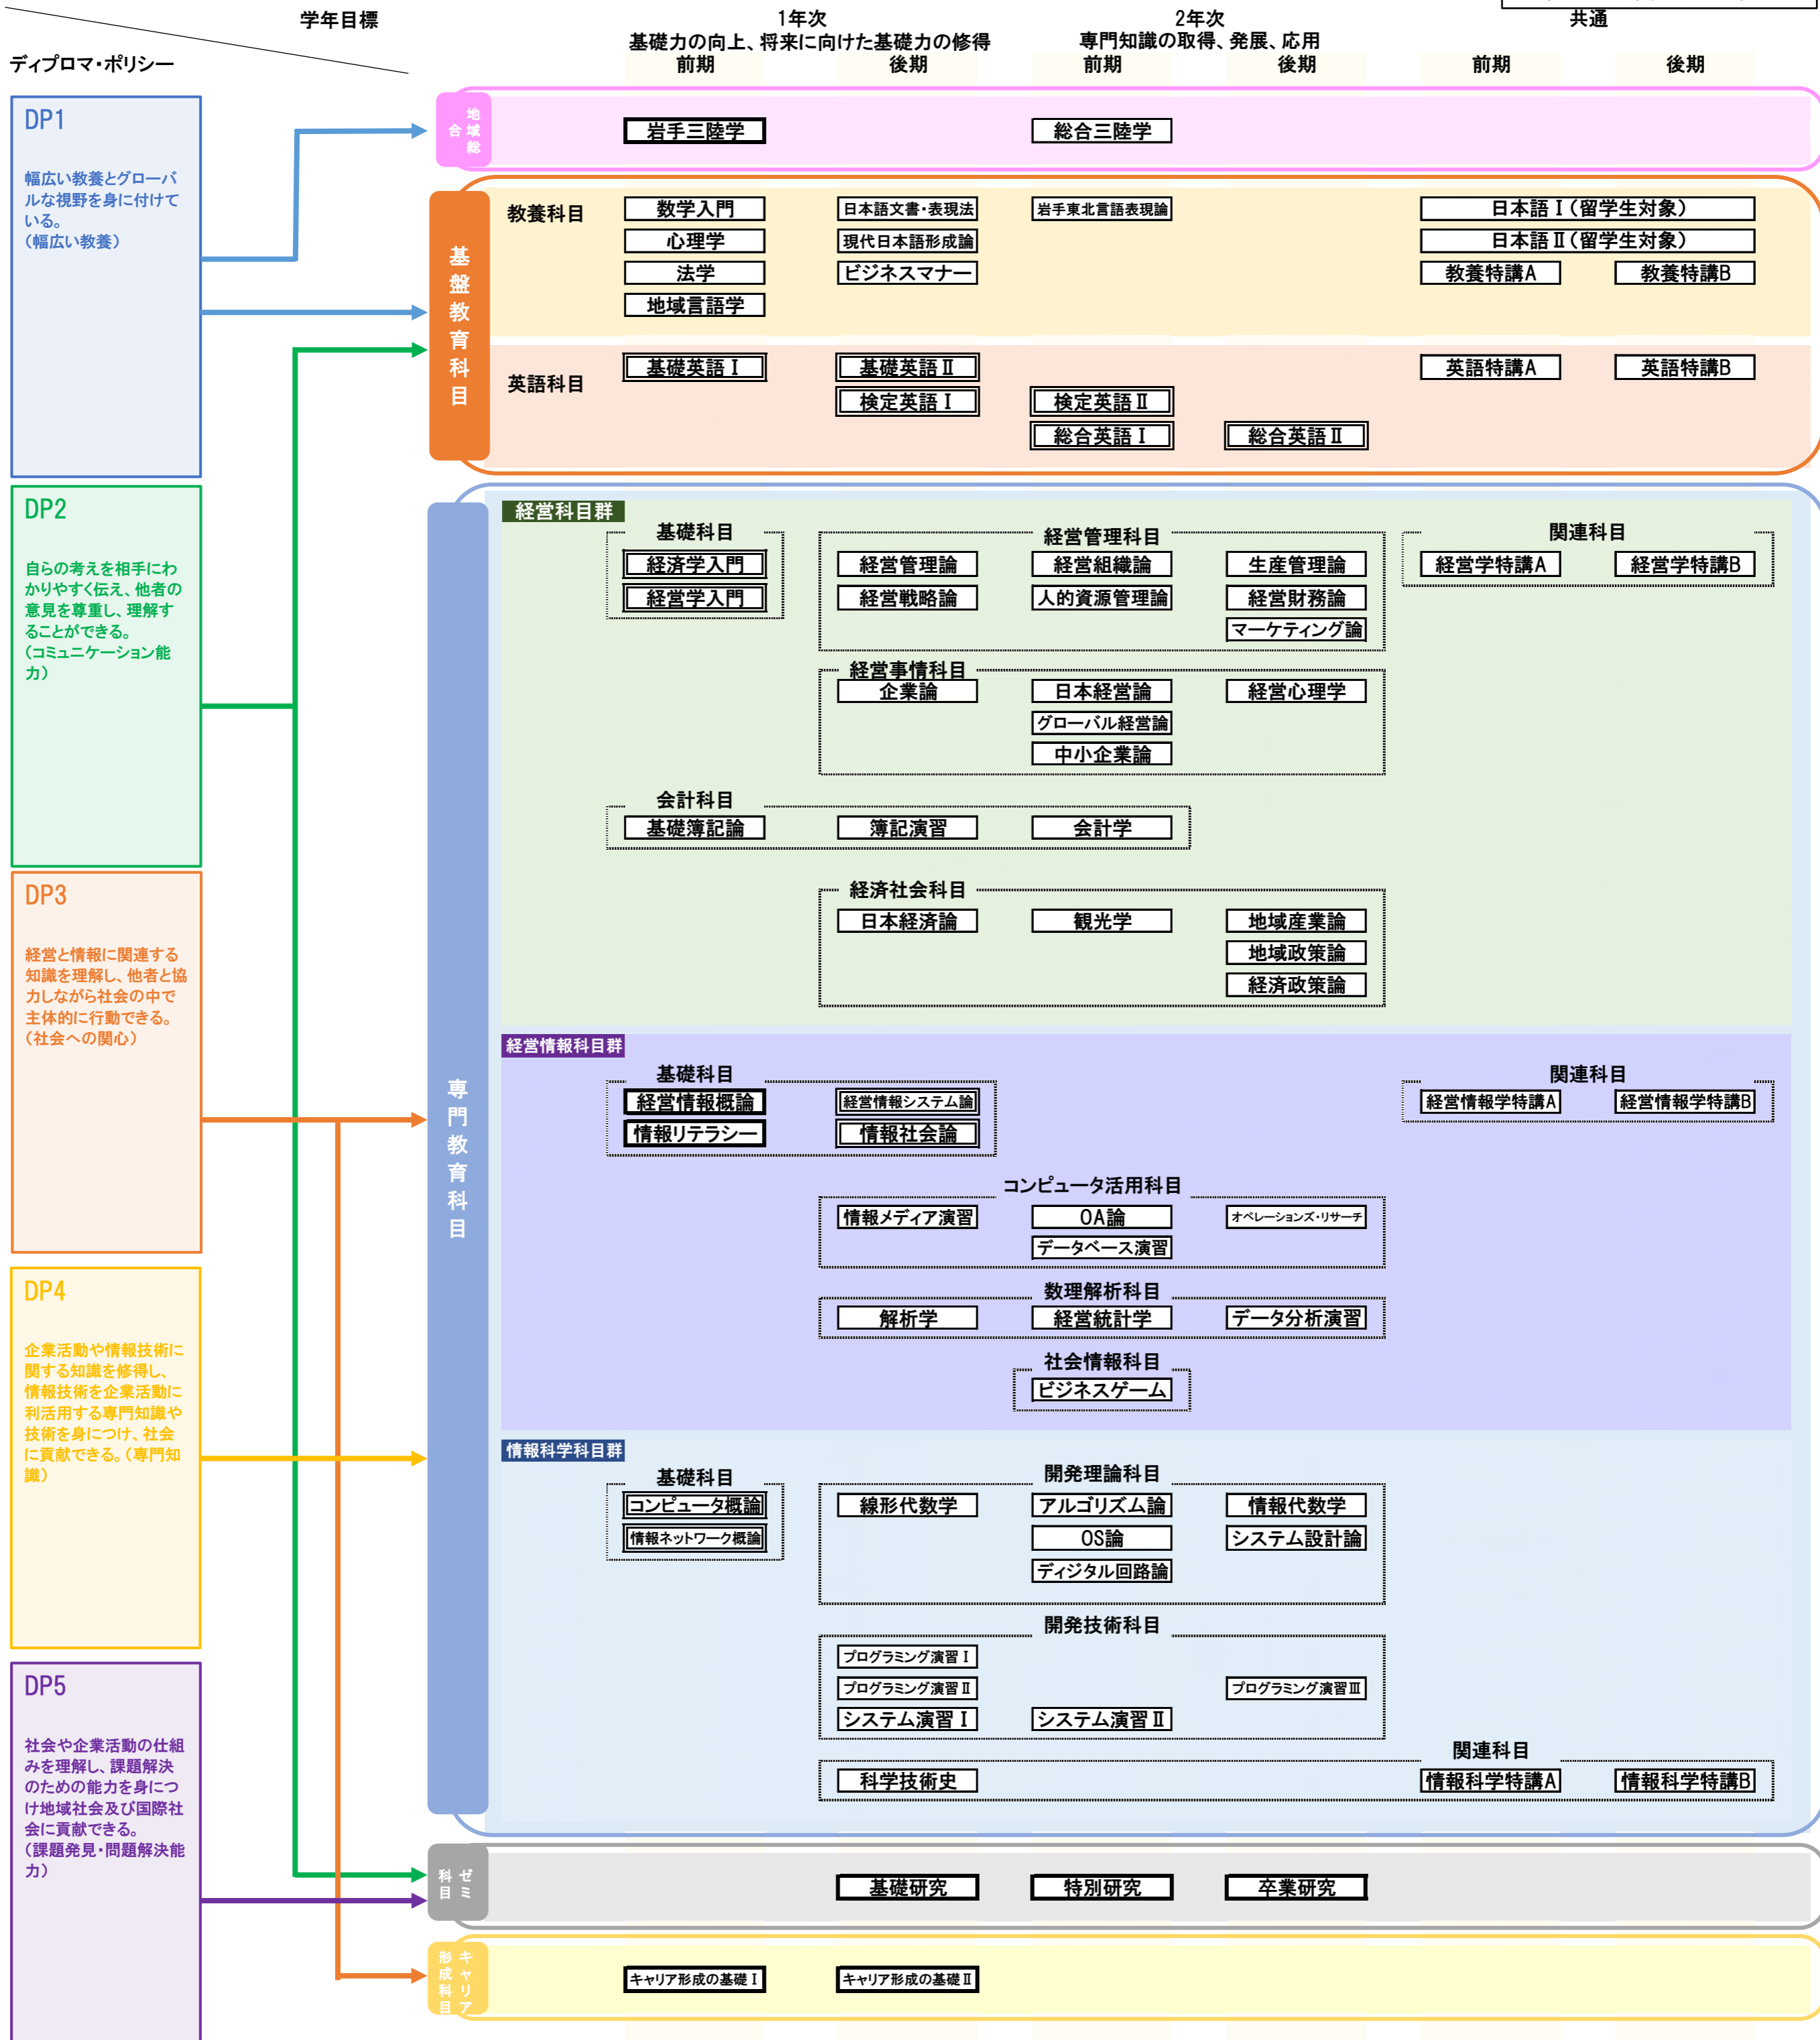 学年目標
1年次
2年次
共通
基礎力の向上、将来に向けた基礎力の修得
専門知識の取得、発展、応用
ディプロマ・ポリシー
前期
後期
前期
後期
前期
後期
DP1
幅広い教養とグローバ
ルな視野を身に付けて
いる。
（幅広い教養）
DP2
自らの考えを相手にわ
かりやすく伝え、他者の
意見を尊重し、理解す
ることができる。
（コミュニケーション能
力）
DP3
経営と情報に関連する
知識を理解し、他者と協
力しながら社会の中で
主体的に行動できる。
（社会への関心）
DP4
企業活動や情報技術に
関する知識を修得し、
情報技術を企業活動に
利活用する専門知識や
技術を身につけ、社会
に貢献できる。（専門知
識）
DP5
社会や企業活動の仕組
みを理解し、課題解決
のための能力を身につ
け地域社会及び国際社
会に貢献できる。
（課題発見・問題解決能
力）
地域総
合
岩手三陸学
総合三陸学
基盤教育科目
教養科目
数学入門
日本語文書・表現法
岩手東北言語表現論
日本語Ⅰ（留学生対象）
心理学
現代日本語形成論
日本語Ⅱ（留学生対象）
法学
ビジネスマナー
教養特講A
教養特講B
地域言語学
英語科目
基礎英語Ⅰ
基礎英語Ⅱ
英語特講A
英語特講B
検定英語Ⅰ
検定英語Ⅱ
総合英語Ⅰ
総合英語Ⅱ
専門教育科目
経営科目群
基礎科目
経営管理科目
関連科目
経済学入門
経営管理論
経営組織論
生産管理論
経営学特講A
経営学特講B
経営学入門
経営戦略論
人的資源管理論
経営財務論
マーケティング論
経営事情科目
企業論
日本経営論
経営心理学
グローバル経営論
中小企業論
会計科目
基礎簿記論
簿記演習
会計学
経済社会科目
日本経済論
観光学
地域産業論
地域政策論
経済政策論
経営情報科目群
基礎科目
関連科目
経営情報概論
経営情報システム論
経営情報学特講A
経営情報学特講B
情報リテラシー
情報社会論
コンピュータ活用科目
情報メディア演習
OA論
オペレーションズ・リサーチ
データベース演習
数理解析科目
解析学
経営統計学
データ分析演習
社会情報科目
ビジネスゲーム
情報科学科目群
基礎科目
開発理論科目
コンピュータ概論
線形代数学
アルゴリズム論
情報代数学
情報ネットワーク概論
OS論
システム設計論
ディジタル回路論
開発技術科目
プログラミング演習Ⅰ
プログラミング演習Ⅱ
プログラミング演習Ⅲ
システム演習Ⅰ
システム演習Ⅱ
関連科目
科学技術史
情報科学特講A
情報科学特講B
ゼミ
科目
基礎研究
特別研究
卒業研究
キャリア
形成科目
キャリア形成の基礎Ⅰ
キャリア形成の基礎Ⅱ